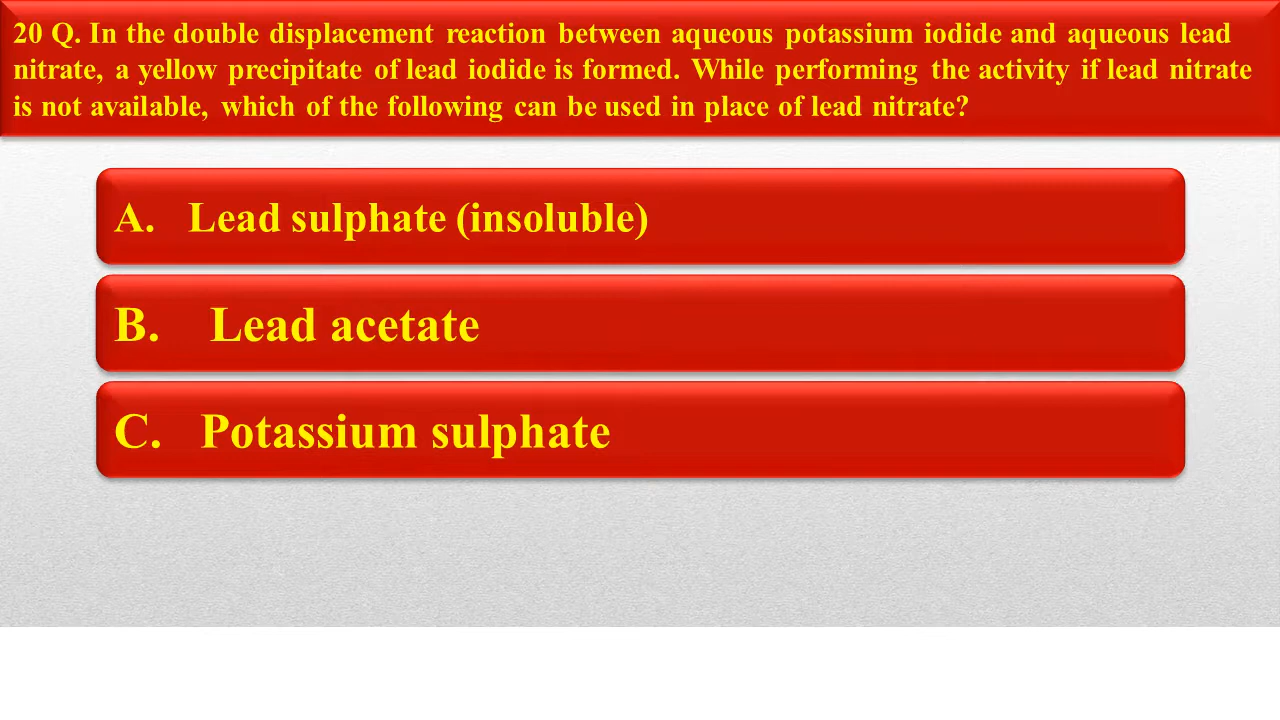 20 Q. In the double displacement reaction between aqueous potassium iodide and aqueous lead
nitrate, a yellow precipitate of lead iodide is formed. While performing the activity if lead nitrate
is not available, which of the following can be used in place of lead nitrate?
A. Lead sulphate (insoluble)
B. Lead acetate
C. Potassium sulphate